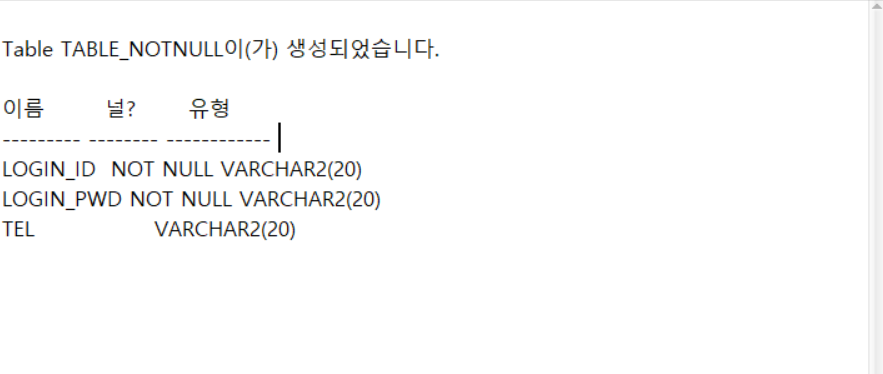 Table TABLE_NOTNULL이(가) 생성되었습니다.
이름 널? 유형
--------- -------- ------------
LOGIN_ID NOT NULL VARCHAR2(20)
LOGIN_PWD NOT NULL VARCHAR2(20)
TEL VARCHAR2(20)